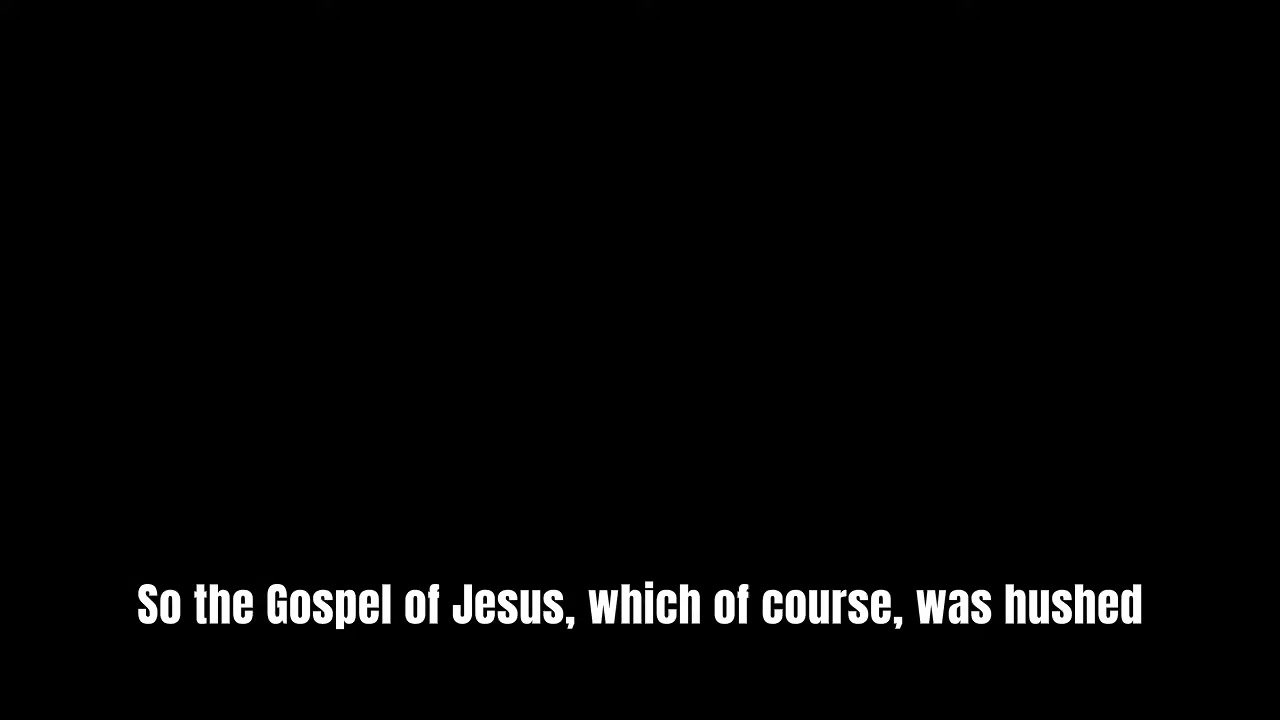 So the Gospel of Jesus, which of course, was hushed